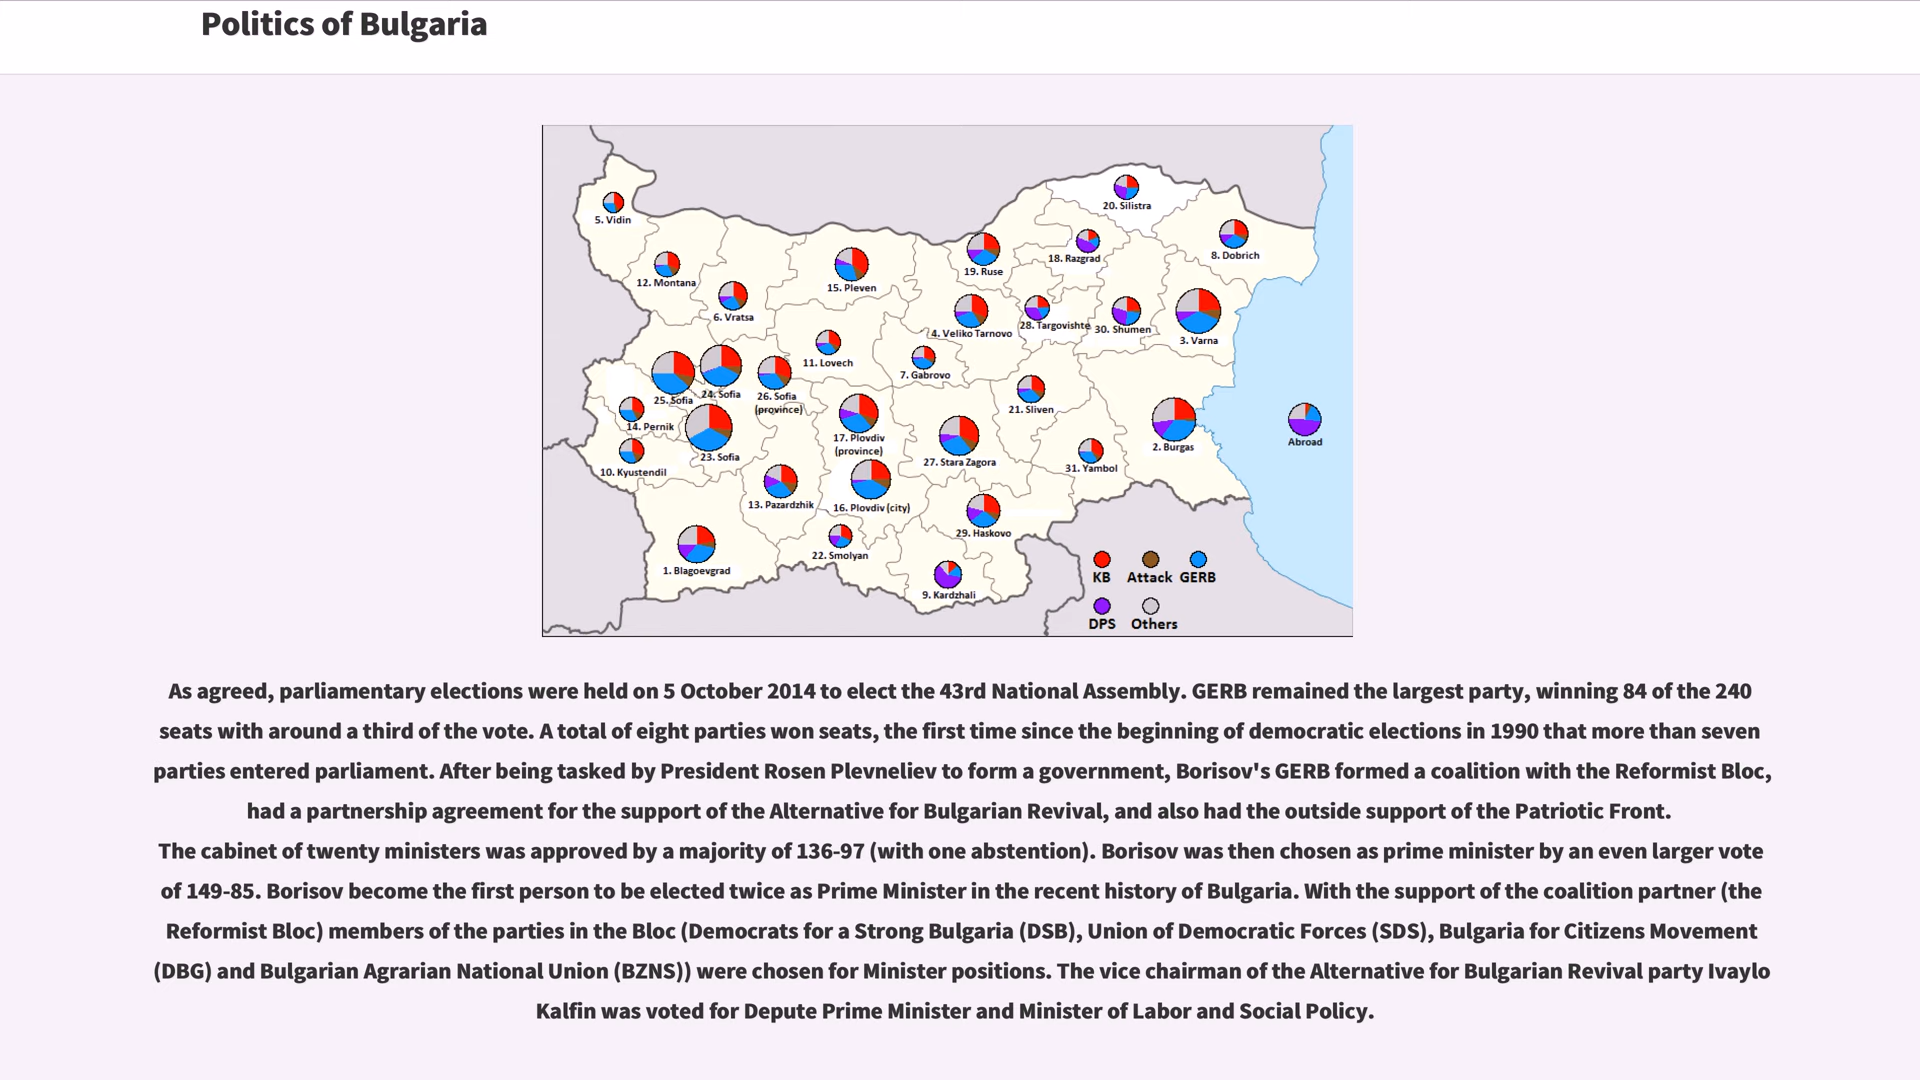 Politics of Bulgaria
5. Vidin
20. Silistra
8. Dobrich
18. Razgrad
19. Ruse
12. Montana
15. Pleven
6. Vratsa
28. Targovishte
30. Shumen
4. Veliko Tarnovo
3. Varna
11. Lovech
7. Gabrovo
24. Sofia
25. Sofia
26. Sofia
(province)
21. Sliven
14. Pernik
17. Plovdiv
(province)
Abroad
2. Burgas
23. Sofia
27. Stara Zagora
31. Yambol
10. Kyustendil
13. Pazardzhik
16. Plovdiv (city)
29. Haskovo
22. Smolyan
1. Blagoevgrad
9. Kardzhali
KB Attack GERB
DPS Others
As agreed, parliamentary elections were held on 5 October 2014 to elect the 43rd National Assembly. GERB remained the largest party, winning 84 of the 240
seats with around a third of the vote. A total of eight parties won seats, the first time since the beginning of democratic elections in 1990 that more than seven
parties entered parliament. After being tasked by President Rosen Plevneliev to form a government, Borisov's GERB formed a coalition with the Reformist Bloc,
had a partnership agreement for the support of the Alternative for Bulgarian Revival, and also had the outside support of the Patriotic Front.
The cabinet of twenty ministers was approved by a majority of 136-97 (with one abstention). Borisov was then chosen as prime minister by an even larger vote
of 149-85. Borisov become the first person to be elected twice as Prime Minister in the recent history of Bulgaria. With the support of the coalition partner (the
Reformist Bloc) members of the parties in the Bloc (Democrats for a Strong Bulgaria (DSB), Union of Democratic Forces (SDS), Bulgaria for Citizens Movement
(DBG) and Bulgarian Agrarian National Union (BZNS)) were chosen for Minister positions. The vice chairman of the Alternative for Bulgarian Revival party Ivaylo
Kalfin was voted for Depute Prime Minister and Minister of Labor and Social Policy.